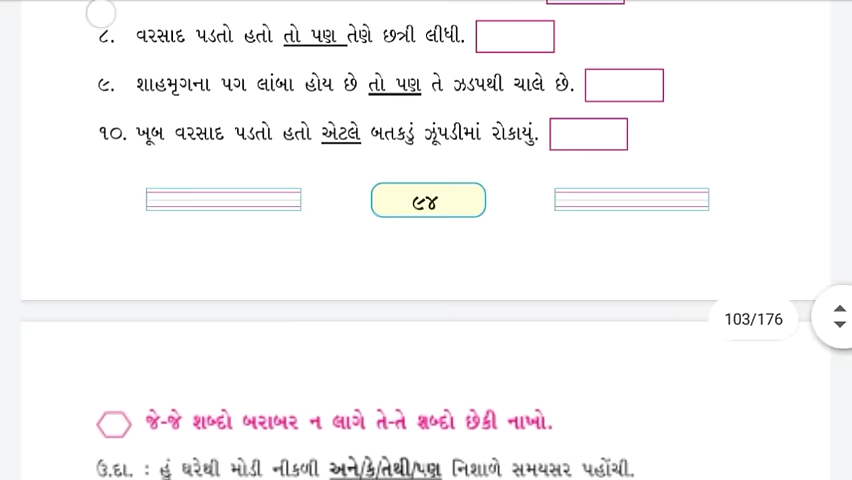 ૮. વરસાદ પડતો હતો તો પણ તેણે છત્રી લીધી.
૯. શાહમૃગના પગ લાંબા હોય છે તો પણ તે ઝડપથી ચાલે છે.
૧૦. ખૂબ વરસાદ પડતો હતો એટલે બતકડું ઝૂંપડીમાં રોકાયું.
૯૪
103/176
જે-જે શબ્દો બરાબર ન લાગે તે-તે શબ્દો છેકી નાખો.
ઉ.દા. : હું ઘરેથી મોડી નીકળી અને/કે/તેથી/પણ નિશાળે સમયસર પહોંચી.